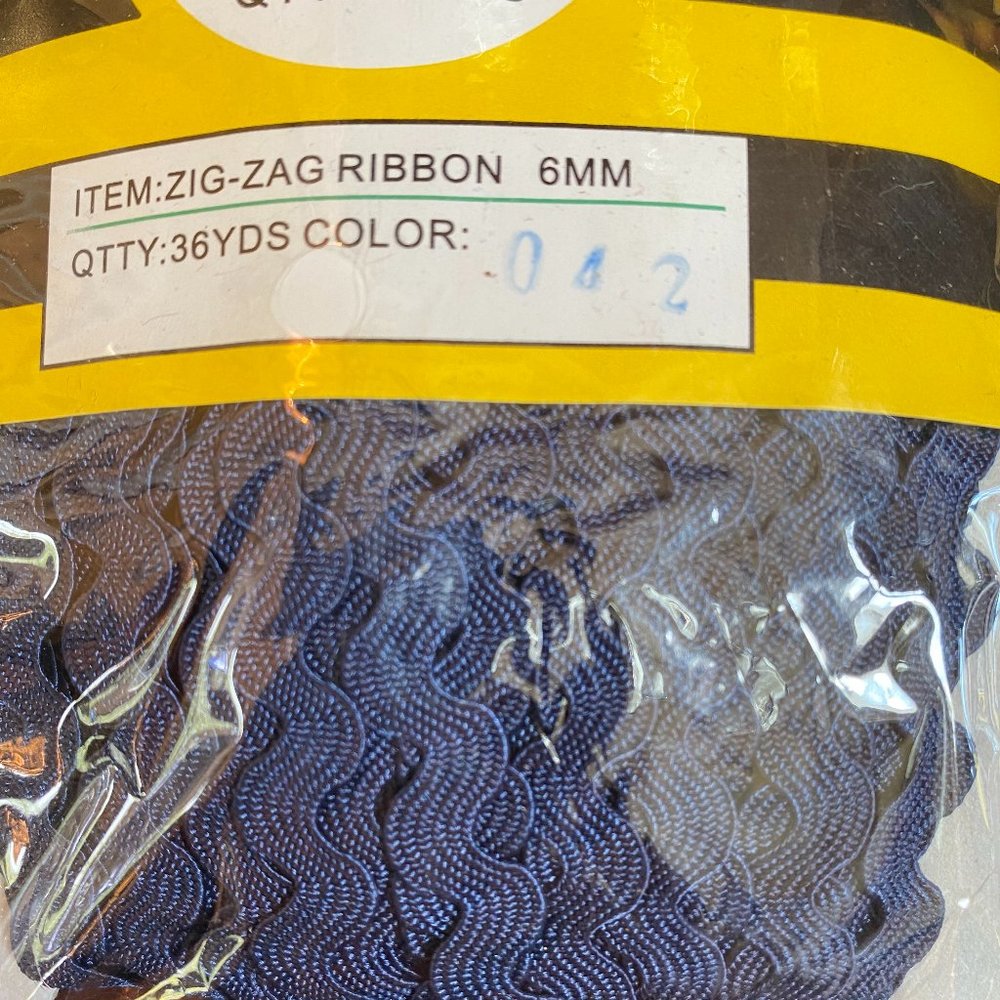 ITEM:ZIG-ZAG RIBBON 6MM
QTTY:36YDS COLOR: 042